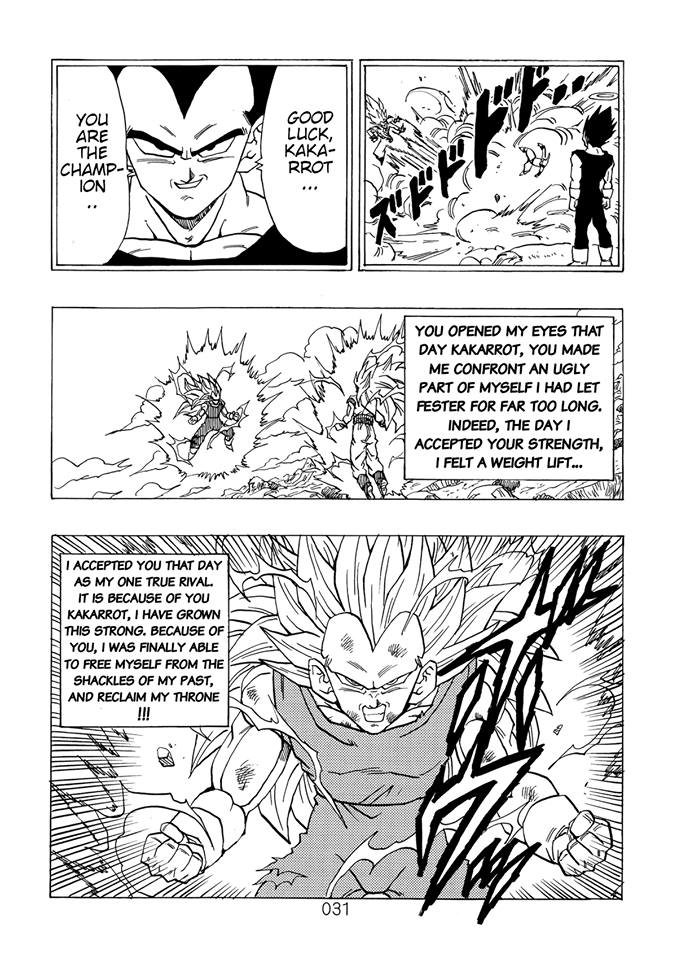 ズドドド
GOOD
LUCK,
KAKA-
RROT
...
YOU
ARE
THE
CHAMP-
ION
..
YOU OPENED MY EYES THAT
DAY KAKARROT, YOU MADE
ME CONFRONT AN UGLY
PART OF MYSELF I HAD LET
FESTER FOR FAR TOO LONG.
INDEED, THE DAY I
ACCEPTED YOUR STRENGTH,
I FELT A WEIGHT LIFT...
I ACCEPTED YOU THAT DAY
AS MY ONE TRUE RIVAL.
IT IS BECAUSE OF YOU
KAKARROT, I HAVE GROWN
THIS STRONG. BECAUSE OF
YOU, I WAS FINALLY ABLE
TO FREE MYSELF FROM THE
SHACKLES OF MY PAST,
AND RECLAIM MY THRONE
!!!
031